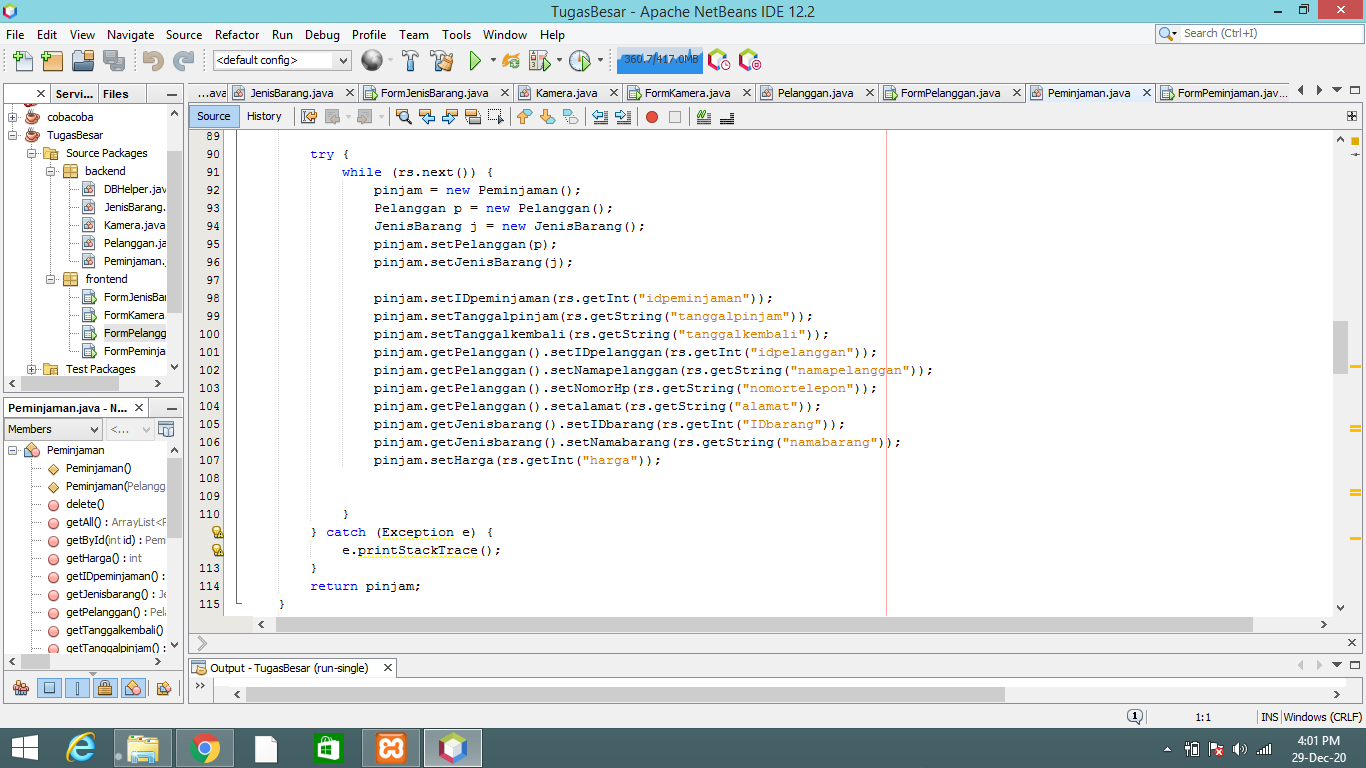 TugasBesar - Apache NetBeans IDE 12.2
File Edit View Navigate Source Refactor Run Debug Profile Team Tools Window Help
Search (Ctrl+I)
<default config>
360.7/417.0MB
Servi... Files
...ava JenisBarang.java FormJenisBarang.java Kamera.java FormKamera.java Pelanggan.java FormPelanggan.java Peminjaman.java FormPeminjaman.jav...
Source History
cobacoba
TugasBesar
Source Packages
backend
DBHelper.jav
JenisBarang.
Kamera.java
Pelanggan.ja
Peminjaman.
frontend
FormJenisBar
FormKamera.
FormPelangg
FormPeminja
Test Packages
Peminjaman.java - N...
Members <...
Peminjaman
Peminjaman()
Peminjaman(Pelangg
delete()
getAll() : ArrayList<P
getById(int id) : Pem
getHarga() : int
getIDpeminjaman() :
getJenisbarang() : Je
getPelanggan() : Pel
getTanggalkembali()
getTanggalpinjam() :
89
90 try {
91 while (rs.next()) {
92 pinjam = new Peminjaman();
93 Pelanggan p = new Pelanggan();
94 JenisBarang j = new JenisBarang();
95 pinjam.setPelanggan(p);
96 pinjam.setJenisBarang(j);
97
98 pinjam.setIDpeminjaman(rs.getInt("idpeminjaman"));
99 pinjam.setTanggalpinjam(rs.getString("tanggalpinjam"));
100 pinjam.setTanggalkembali(rs.getString("tanggalkembali"));
101 pinjam.getPelanggan().setIDpelanggan(rs.getInt("idpelanggan"));
102 pinjam.getPelanggan().setNamapelanggan(rs.getString("namapelanggan"));
103 pinjam.getPelanggan().setNomorHp(rs.getString("nomortelepon"));
104 pinjam.getPelanggan().setalamat(rs.getString("alamat"));
105 pinjam.getJenisbarang().setIDbarang(rs.getInt("IDbarang"));
106 pinjam.getJenisbarang().setNamabarang(rs.getString("namabarang"));
107 pinjam.setHarga(rs.getInt("harga"));
108
109
110 }
} catch (Exception e) {
e.printStackTrace();
113 }
114 return pinjam;
115 }
Output - TugasBesar (run-single)
1
1:1 INS Windows (CRLF)
4:01 PM
29-Dec-20